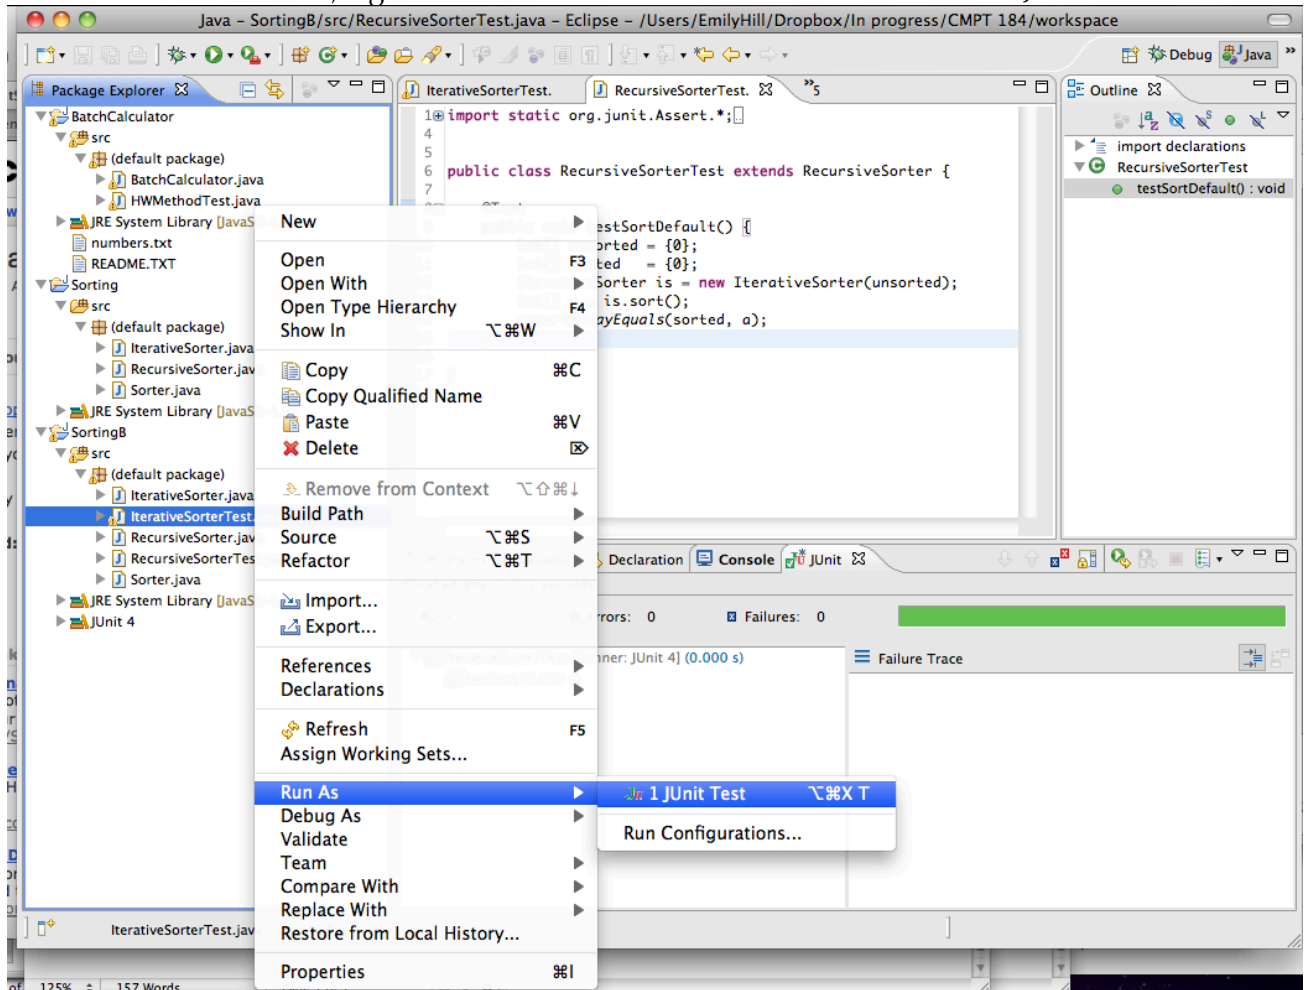 Java – SortingB/src/RecursiveSorterTest.java – Eclipse – /Users/EmilyHill/Dropbox/In progress/CMPT 184/workspace
Debug Java »
Package Explorer
BatchCalculator
src
(default package)
BatchCalculator.java
HWMethodTest.java
JRE System Library [JavaS
numbers.txt
README.TXT
Sorting
src
(default package)
IterativeSorter.java
RecursiveSorter.jav
Sorter.java
JRE System Library [JavaS
SortingB
src
(default package)
IterativeSorter.java
IterativeSorterTest.
RecursiveSorter.jav
RecursiveSorterTes
Sorter.java
JRE System Library [JavaS
JUnit 4
IterativeSorterTest. RecursiveSorterTest. »5
1 import static org.junit.Assert.*;
4
5
6 public class RecursiveSorterTest extends RecursiveSorter {
7
estSortDefault() {
orted = {0};
ted = {0};
Sorter is = new IterativeSorter(unsorted);
is.sort();
ayEquals(sorted, a);
Outline
import declarations
RecursiveSorterTest
testSortDefault() : void
New
Open F3
Open With
Open Type Hierarchy F4
Show In ⌥⌘W
Copy ⌘C
Copy Qualified Name
Paste ⌘V
Delete ⌦
Remove from Context ⌥⇧⌘↓
Build Path
Source ⌥⌘S
Refactor ⌥⌘T
Import...
Export...
References
Declarations
Refresh F5
Assign Working Sets...
Run As
Debug As
Validate
Team
Compare With
Replace With
Restore from Local History...
Properties ⌘I
1 JUnit Test ⌥⌘X T
Run Configurations...
Declaration Console JUnit
rrors: 0 Failures: 0
nner: JUnit 4] (0.000 s)
Failure Trace
IterativeSorterTest.jav
125% 157 Words